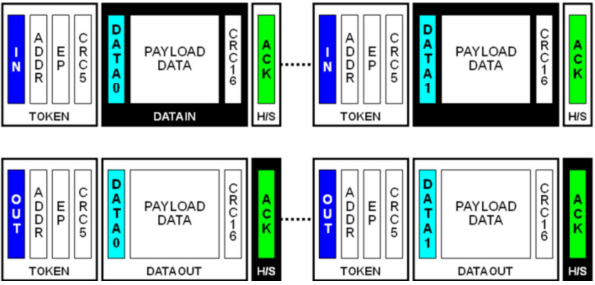 IN ADDR EP CRC5 DATA0 PAYLOAD DATA CRC16 ACK
TOKEN DATA IN H/S
IN ADDR EP CRC5 DATA1 PAYLOAD DATA CRC16 ACK
TOKEN H/S
OUT ADDR EP CRC5 DATA0 PAYLOAD DATA CRC16 ACK
TOKEN DATA OUT H/S
OUT ADDR EP CRC5 DATA1 PAYLOAD DATA CRC16 ACK
TOKEN DATA OUT H/S